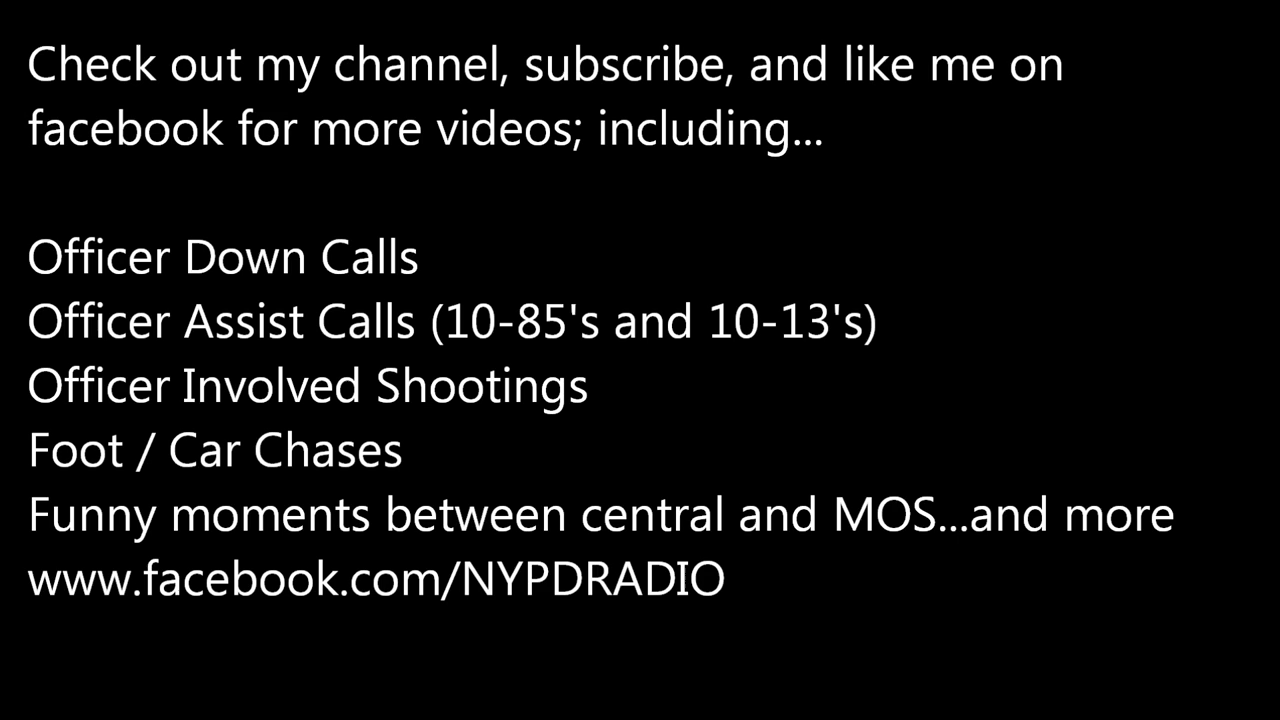 Check out my channel, subscribe, and like me on
facebook for more videos; including...
Officer Down Calls
Officer Assist Calls (10-85's and 10-13's)
Officer Involved Shootings
Foot / Car Chases
Funny moments between central and MOS...and more
www.facebook.com/NYPDRADIO